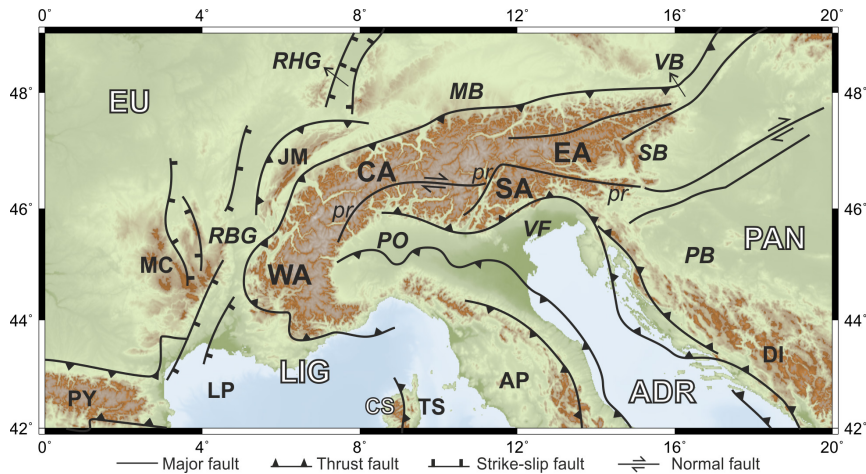 0° 4° 8° 12° 16° 20°
RHG VB
48° MB 48°
EU
JM EA
CA SB
pr SA
46° pr pr 46°
RBG VF
PO PAN
MC PB
WA
44° 44°
LIG DI
PY LP AP ADR
CS TS
42° 42°
0° 4° 8° 12° 16° 20°
Major fault Thrust fault Strike-slip fault Normal fault